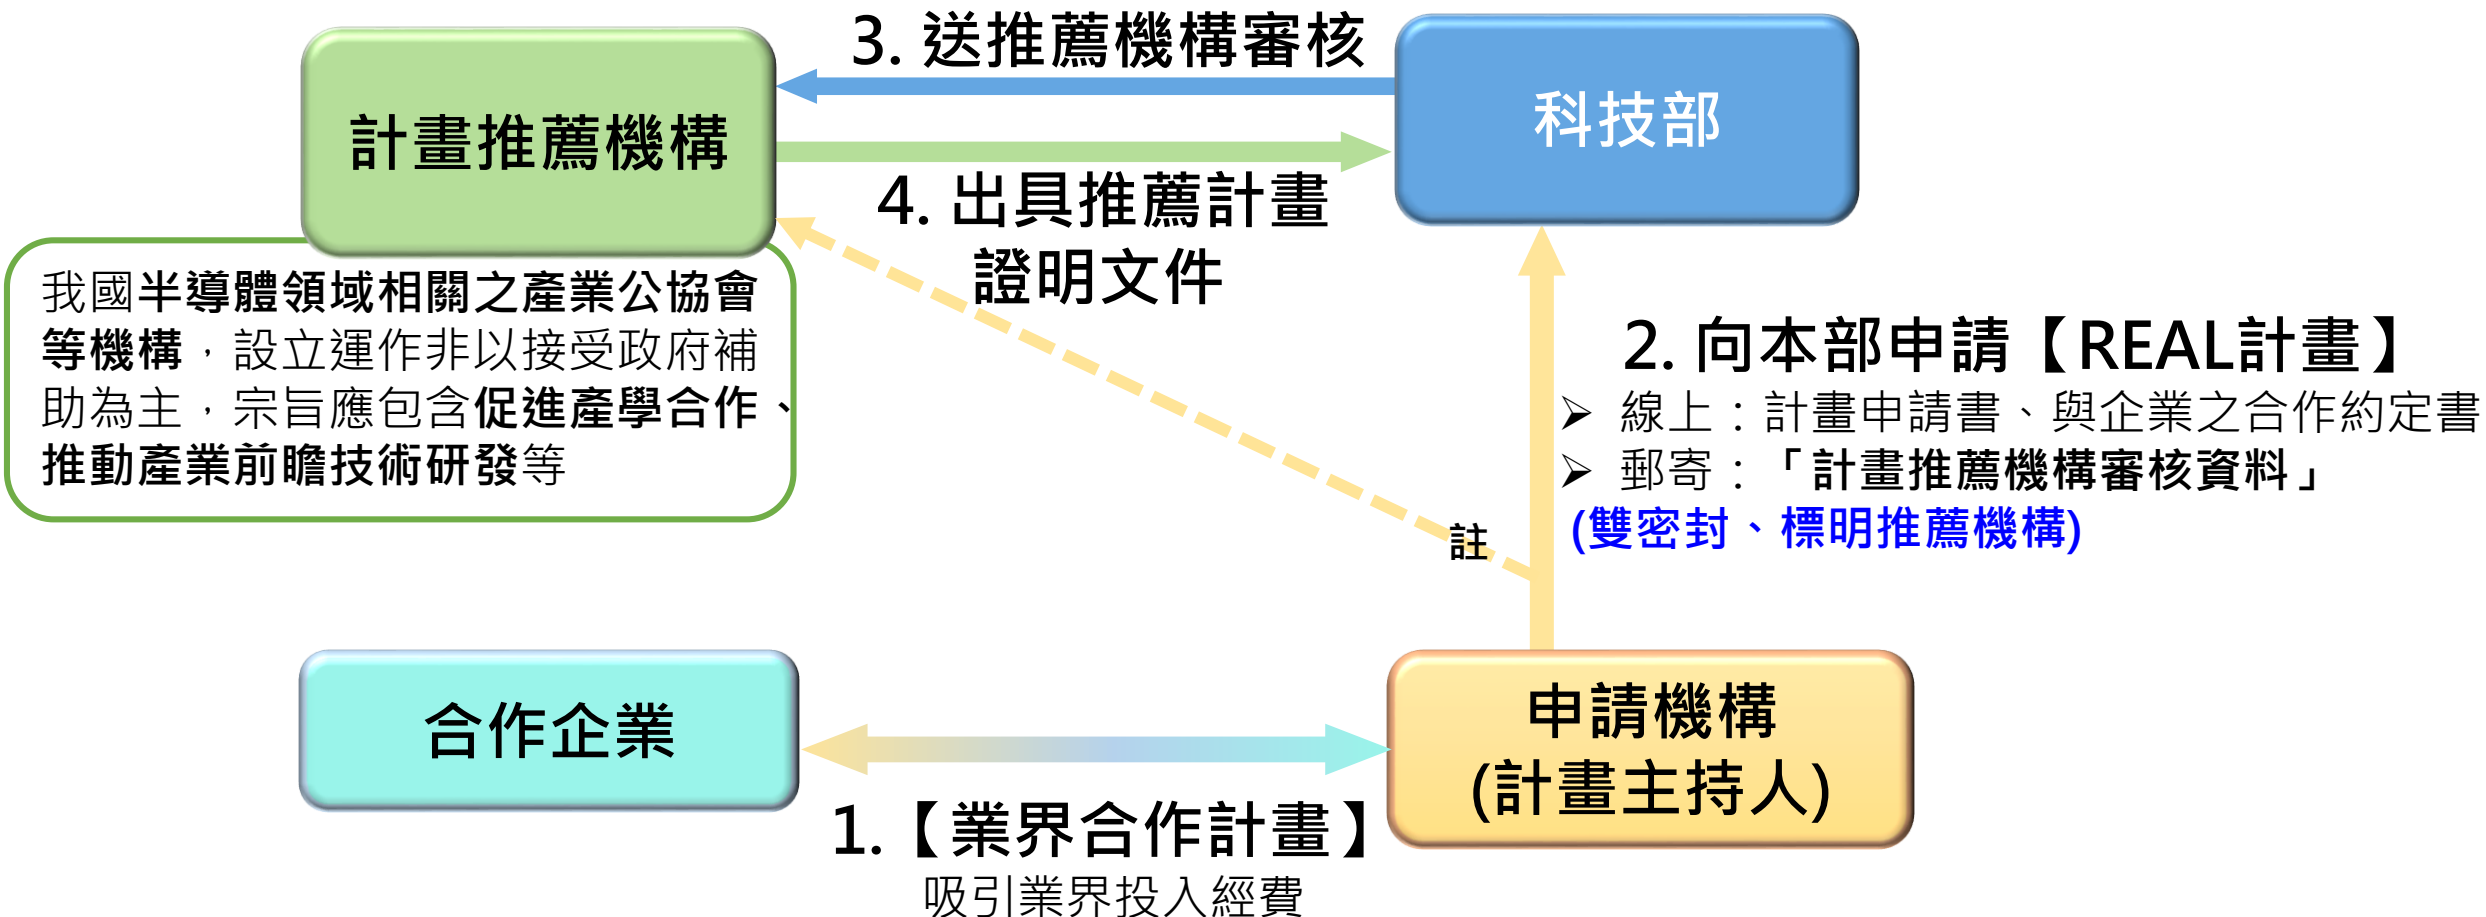 3. 送推薦機構審核
科技部
計畫推薦機構
4. 出具推薦計畫
證明文件
我國半導體領域相關之產業公協會
等機構，設立運作非以接受政府補
助為主，宗旨應包含促進產學合作、
推動產業前瞻技術研發等
2. 向本部申請【REAL計畫】
➢ 線上：計畫申請書、與企業之合作約定書
➢ 郵寄：「計畫推薦機構審核資料」
(雙密封、標明推薦機構)
註
合作企業
申請機構
(計畫主持人)
1.【業界合作計畫】
吸引業界投入經費